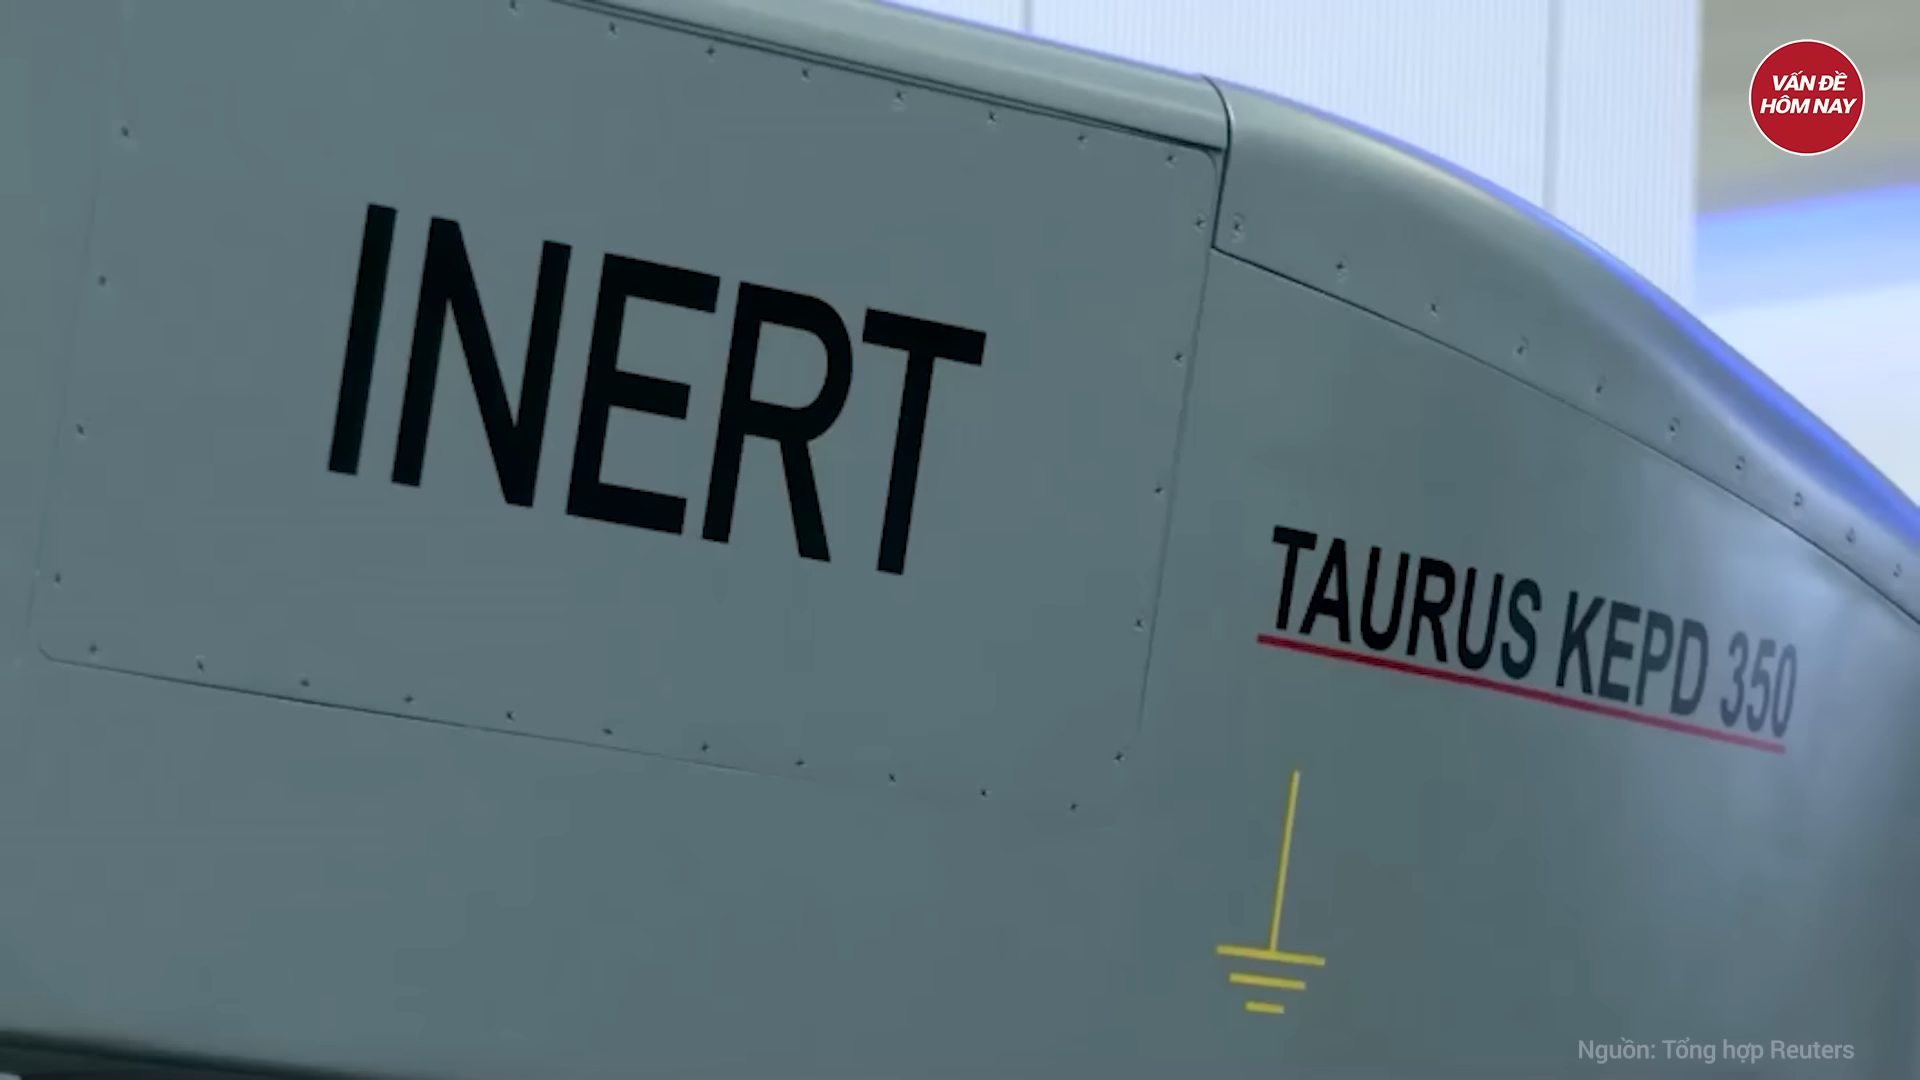 VẤN ĐỀ
HÔM NAY
INERT
TAURUS KEPD 350
Nguồn: Tổng hợp Reuters